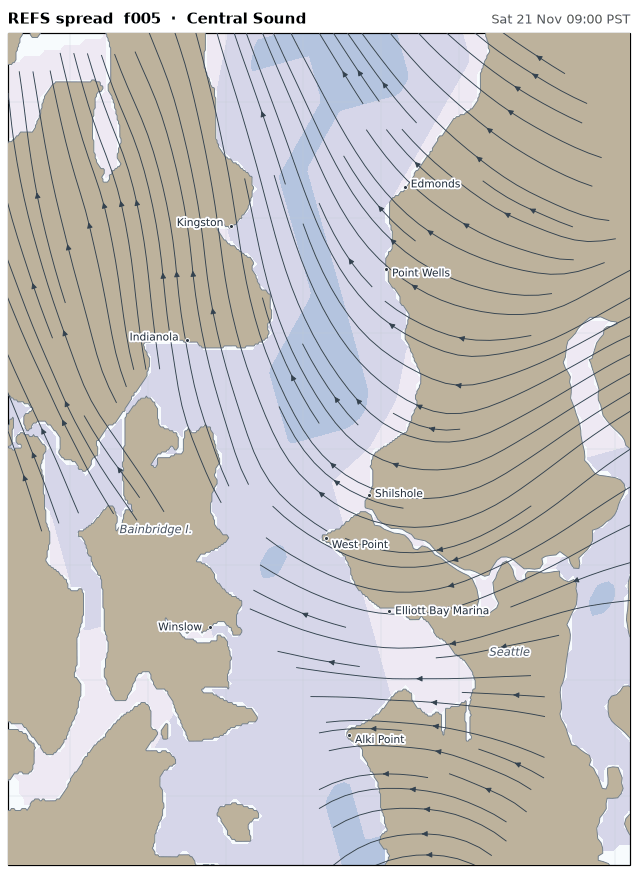 REFS spread f005 · Central Sound
Sat 21 Nov 09:00 PST
Edmonds
Kingston
Point Wells
Indianola
Shilshole
Bainbridge I.
West Point
Elliott Bay Marina
Winslow
Seattle
Alki Point